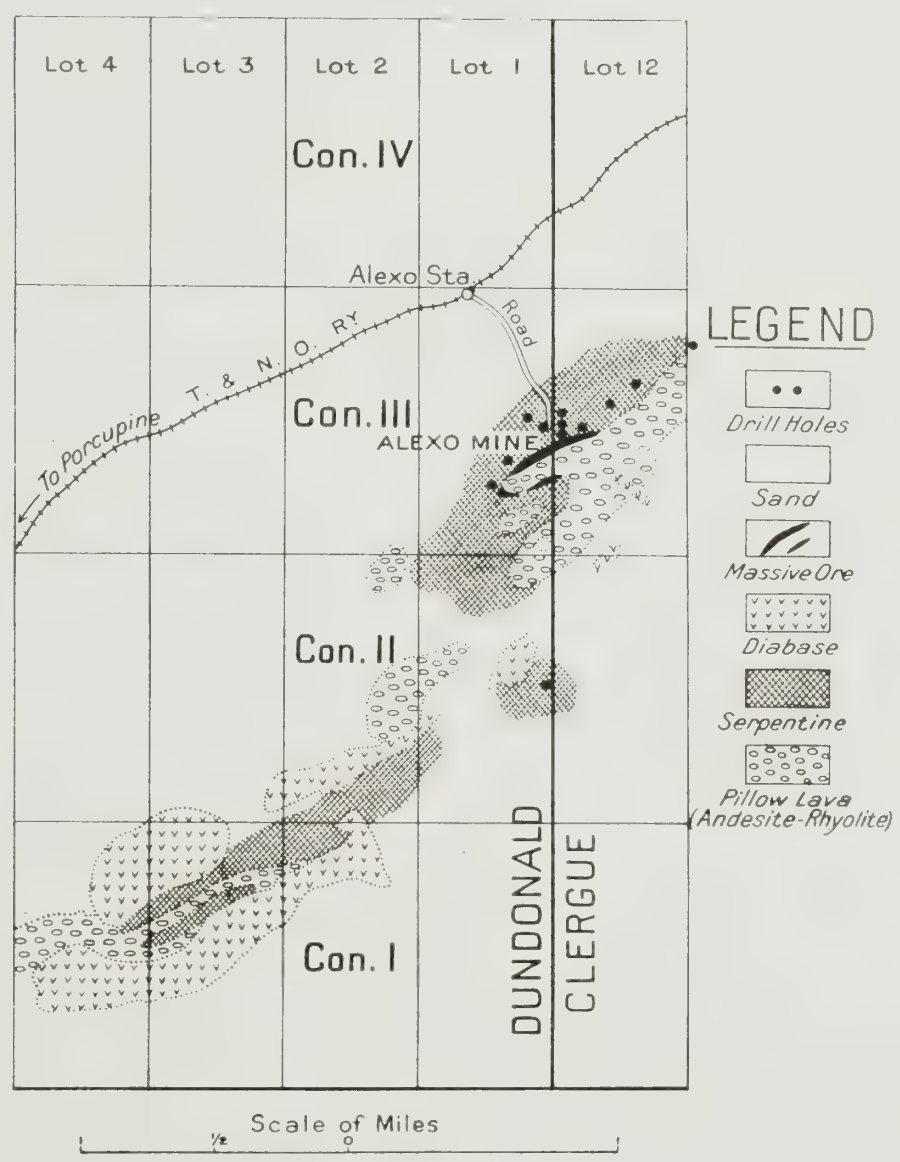 Lot 4
Lot 3
Lot 2
Lot 1
Lot 12
Con. IV
Alexo Sta.
Road
T. & N. O. RY
To Porcupine
Con. III
ALEXO MINE
Con. II
Con. I
DUNDONALD
CLERGUE
LEGEND
Drill Holes
Sand
Massive Ore
Diabase
Serpentine
Pillow Lava
(Andesite-Rhyolite)
Scale of Miles
½
0